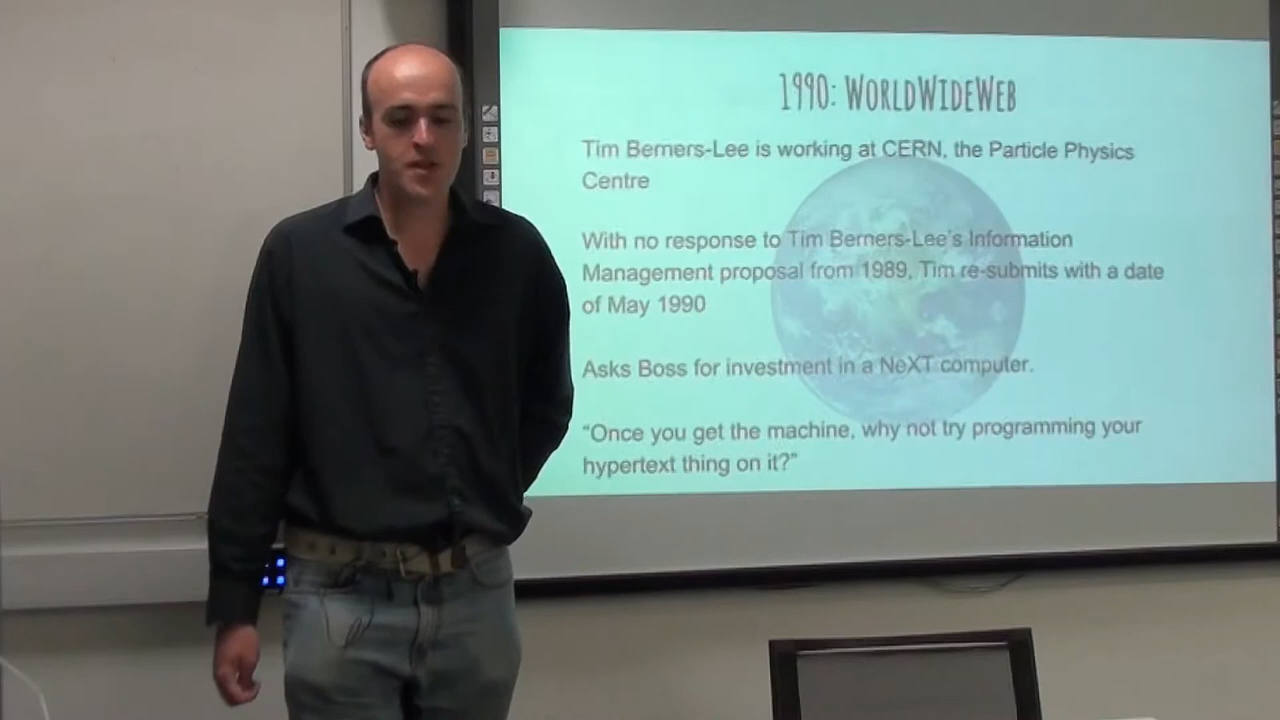 1990: WORLDWIDEWEB
Tim Berners-Lee is working at CERN, the Particle Physics
Centre
With no response to Tim Berners-Lee's Information
Management proposal from 1989, Tim re-submits with a date
of May 1990
Asks Boss for investment in a NeXT computer.
“Once you get the machine, why not try programming your
hypertext thing on it?”